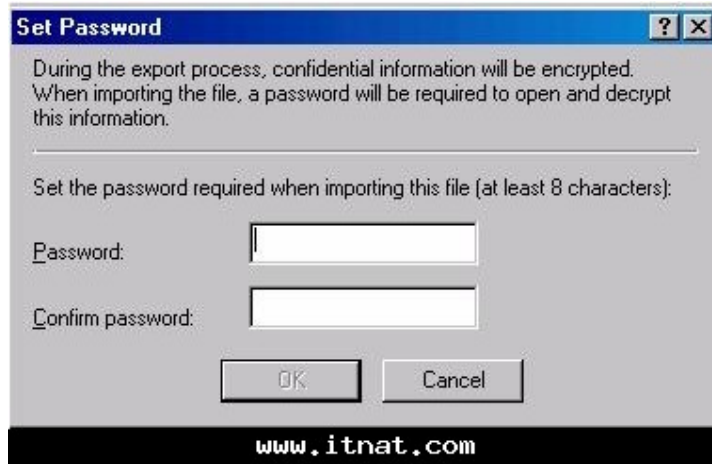 Set Password
During the export process, confidential information will be encrypted.
When importing the file, a password will be required to open and decrypt
this information.
Set the password required when importing this file (at least 8 characters):
Password:
Confirm password:
OK
Cancel
www.itnat.com